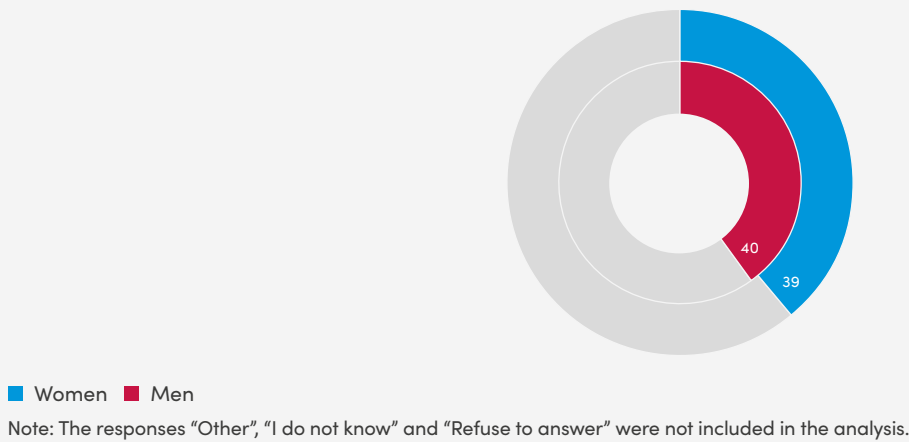 40
39
Women Men
Note: The responses “Other”, “I do not know” and “Refuse to answer” were not included in the analysis.